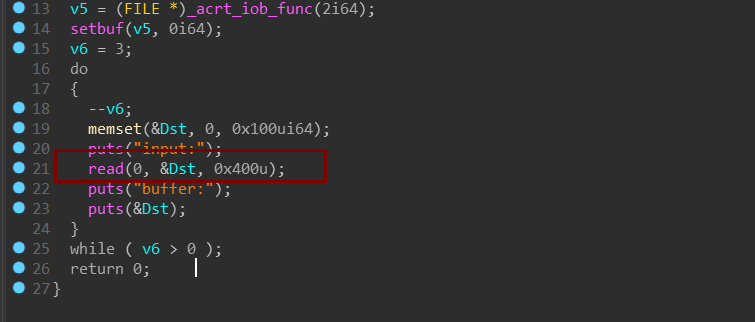 13 v5 = (FILE *)_acrt_iob_func(2i64);
14 setbuf(v5, 0i64);
15 v6 = 3;
16 do
17 {
18 --v6;
19 memset(&Dst, 0, 0x100ui64);
20 puts("input:");
21 read(0, &Dst, 0x400u);
22 puts("buffer:");
23 puts(&Dst);
24 }
25 while ( v6 > 0 );
26 return 0;
27 }